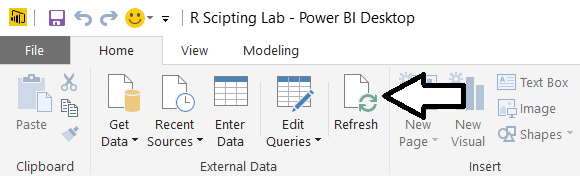 R Scipting Lab - Power BI Desktop
File Home View Modeling
Paste
Get Data
Recent Sources
Enter Data
Edit Queries
Refresh
New Page
New Visual
Text Box
Image
Shapes
Clipboard External Data Insert